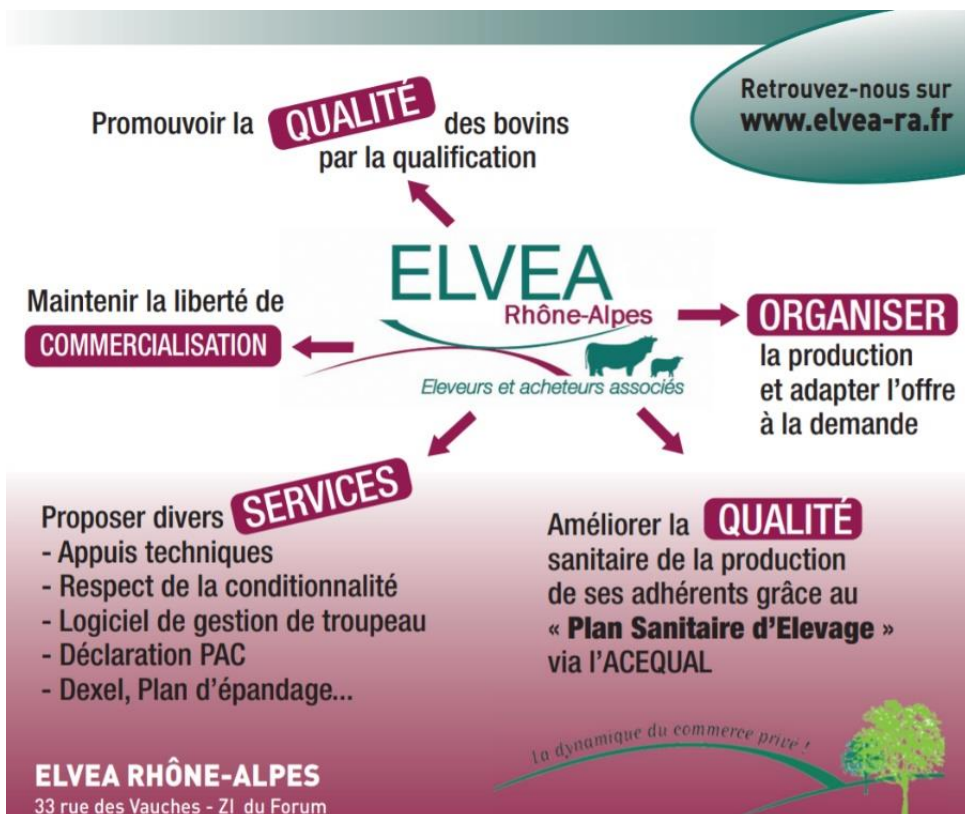 Retrouvez-nous sur
www.elvea-ra.fr
Promouvoir la QUALITÉ des bovins
par la qualification
ELVEA
Rhône-Alpes
Eleveurs et acheteurs associés
Maintenir la liberté de
COMMERCIALISATION
ORGANISER
la production
et adapter l'offre
à la demande
Proposer divers SERVICES
- Appuis techniques
- Respect de la conditionnalité
- Logiciel de gestion de troupeau
- Déclaration PAC
- Dexel, Plan d'épandage...
Améliorer la QUALITÉ
sanitaire de la production
de ses adhérents grâce au
« Plan Sanitaire d'Elevage »
via l'ACEQUAL
La dynamique du commerce privé !
ELVEA RHÔNE-ALPES
33 rue des Vauches - ZI du Forum